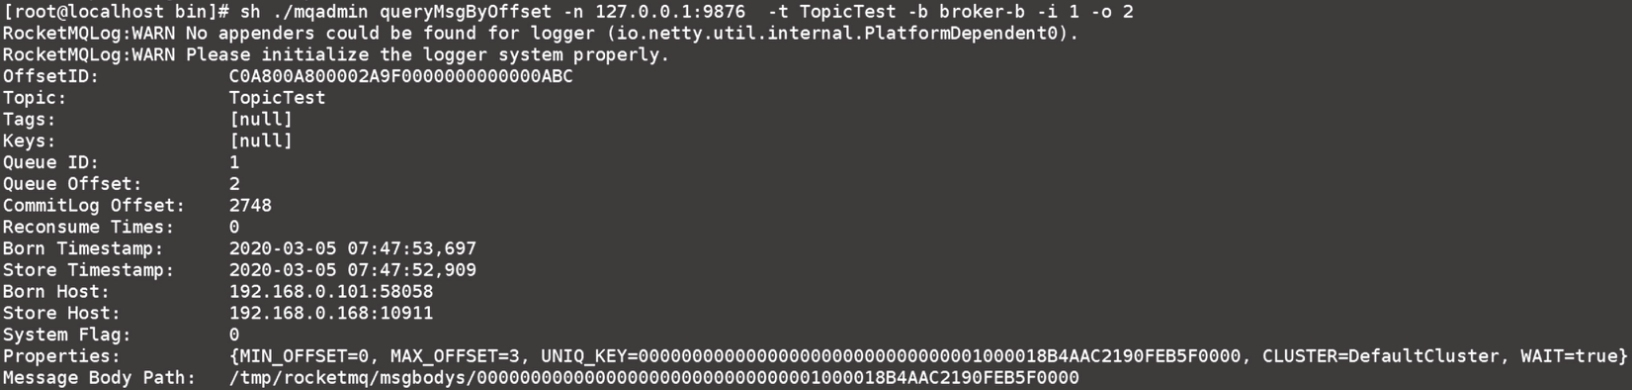 [root@localhost bin]# sh ./mqadmin queryMsgByOffset -n 127.0.0.1:9876  -t TopicTest -b broker-b -i 1 -o 2
RocketMQLog:WARN No appenders could be found for logger (io.netty.util.internal.PlatformDependent0).
RocketMQLog:WARN Please initialize the logger system properly.
OffsetID:            C0A800A800002A9F0000000000000ABC
Topic:               TopicTest
Tags:                [null]
Keys:                [null]
Queue ID:            1
Queue Offset:        2
CommitLog Offset:    2748
Reconsume Times:     0
Born Timestamp:      2020-03-05 07:47:53,697
Store Timestamp:     2020-03-05 07:47:52,909
Born Host:           192.168.0.101:58058
Store Host:          192.168.0.168:10911
System Flag:         0
Properties:          {MIN_OFFSET=0, MAX_OFFSET=3, UNIQ_KEY=00000000000000000000000000000001000018B4AAC2190FEB5F0000, CLUSTER=DefaultCluster, WAIT=true}
Message Body Path:   /tmp/rocketmq/msgbodys/00000000000000000000000000000001000018B4AAC2190FEB5F0000